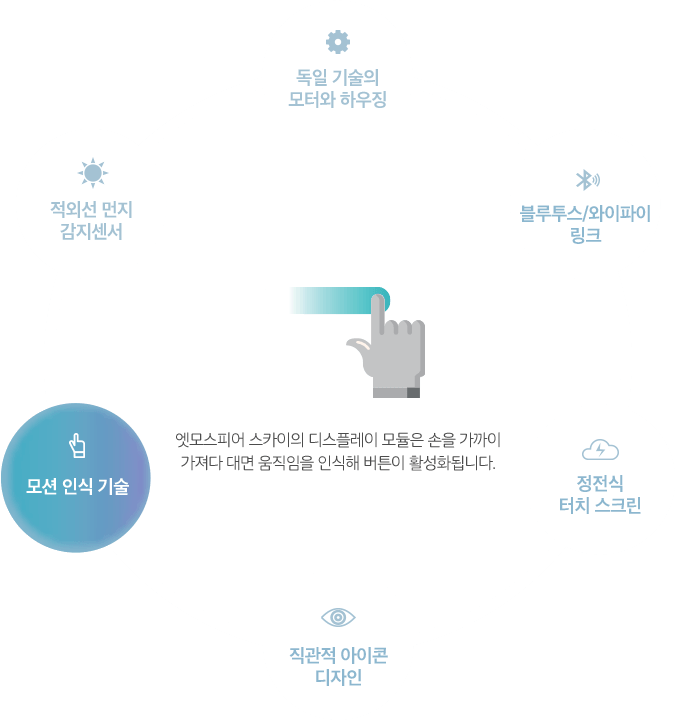 독일 기술의
모터와 하우징
적외선 먼지
감지센서
블루투스/와이파이
링크
엣모스피어 스카이의 디스플레이 모듈은 손을 가까이
가져다 대면 움직임을 인식해 버튼이 활성화됩니다.
모션 인식 기술
정전식
터치 스크린
직관적 아이콘
디자인